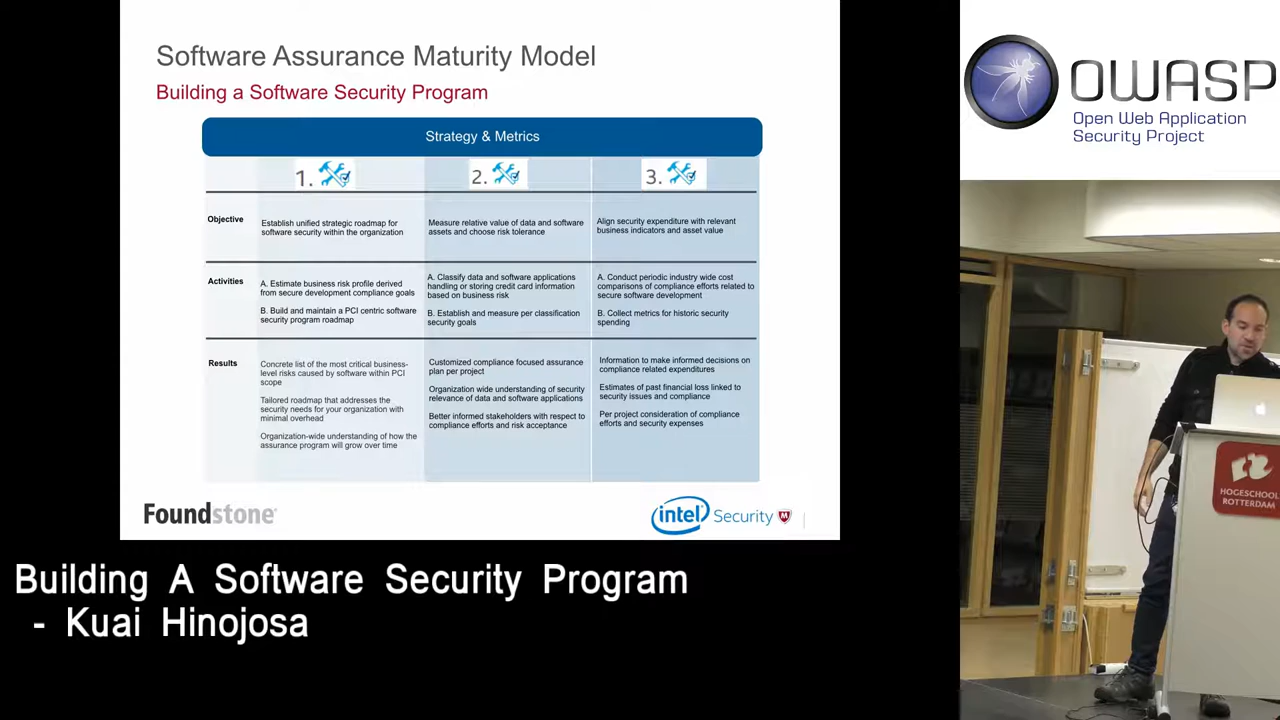 Software Assurance Maturity Model
Building a Software Security Program
Strategy & Metrics
1.
2.
3.
Objective
Establish unified strategic roadmap for
software security within the organization
Measure relative value of data and software
assets and choose risk tolerance
Align security expenditure with relevant
business indicators and asset value
Activities
A. Estimate business risk profile derived
from secure development compliance goals
B. Build and maintain a PCI centric software
security program roadmap
A. Classify data and software applications
handling or storing credit card information
based on business risk
B. Establish and measure per classification
security goals
A. Conduct periodic industry wide cost
comparisons of compliance efforts related to
secure software development
B. Collect metrics for historic security
spending
Results
Concrete list of the most critical business-
level risks caused by software within PCI
scope
Tailored roadmap that addresses the
security needs for your organization with
minimal overhead
Organization-wide understanding of how the
assurance program will grow over time
Customized compliance focused assurance
plan per project
Organization wide understanding of security
relevance of data and software applications
Better informed stakeholders with respect to
compliance efforts and risk acceptance
Information to make informed decisions on
compliance related expenditures
Estimates of past financial loss linked to
security issues and compliance
Per project consideration of compliance
efforts and security expenses
Foundstone
intel Security
OWASP
Open Web Application
Security Project
HOGESCHOOL
ROTTERDAM
Building A Software Security Program
- Kuai Hinojosa